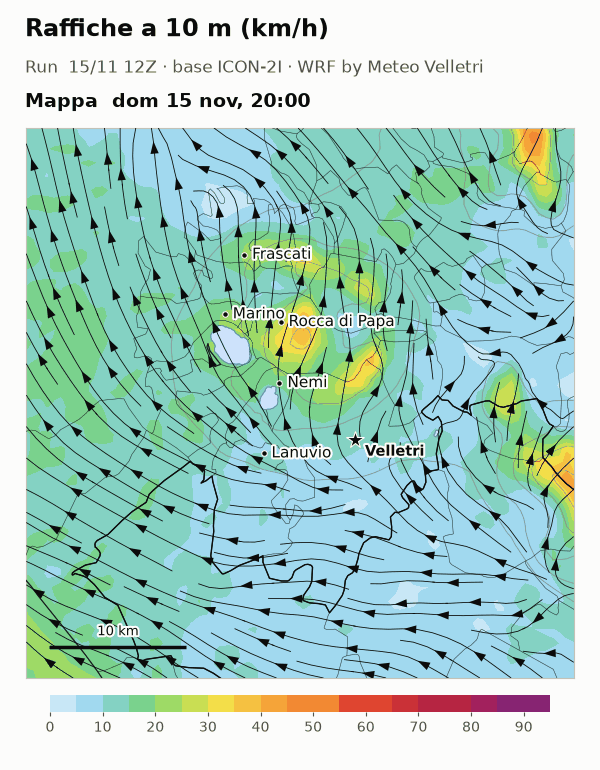 Raffiche a 10 m (km/h)
Run  15/11 12Z · base ICON-2I · WRF by Meteo Velletri
Mappa  dom 15 nov, 20:00
Frascati
Marino
Rocca di Papa
Nemi
Velletri
Lanuvio
10 km
0 10 20 30 40 50 60 70 80 90